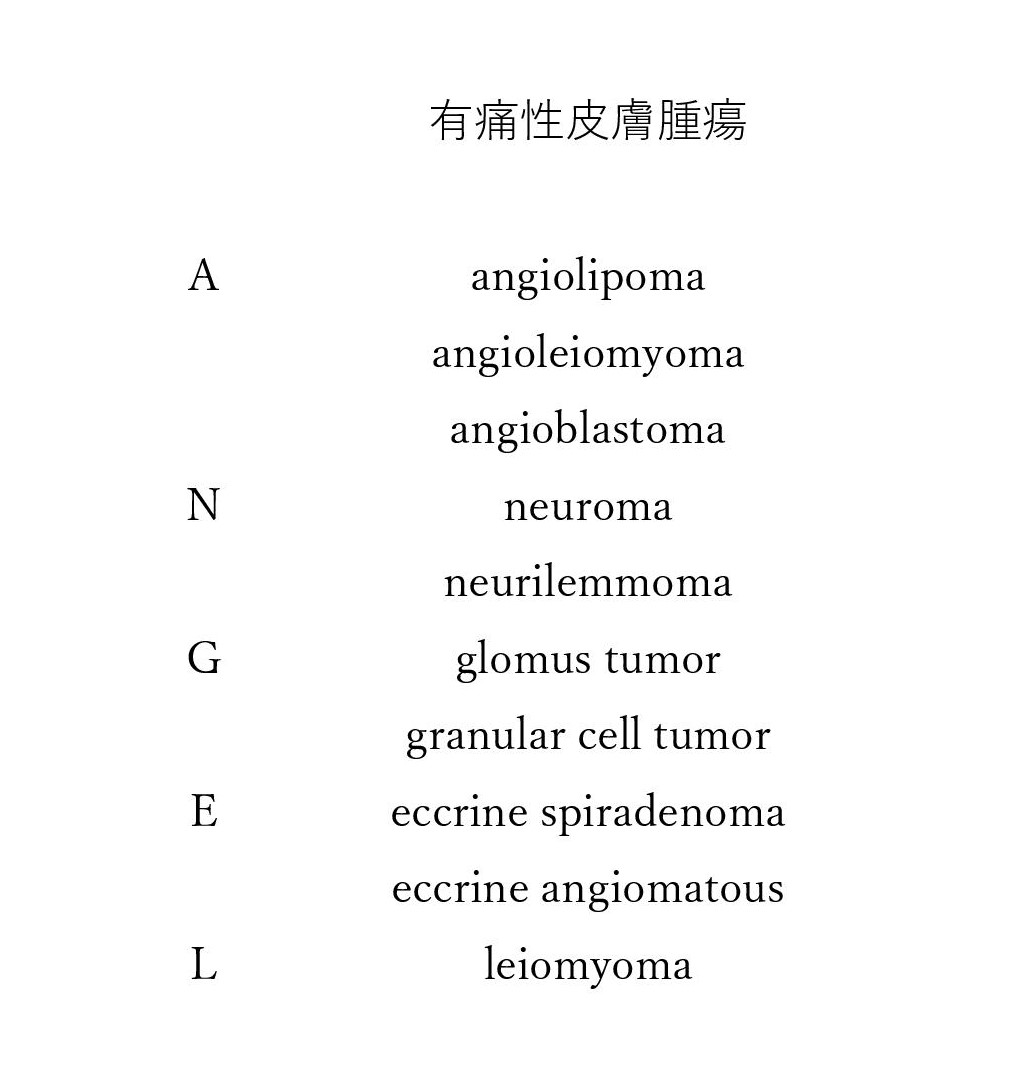 有痛性皮膚腫瘍
A angiolipoma
angioleiomyoma
angioblastoma
N neuroma
neurilemmoma
G glomus tumor
granular cell tumor
E eccrine spiradenoma
eccrine angiomatous
L leiomyoma